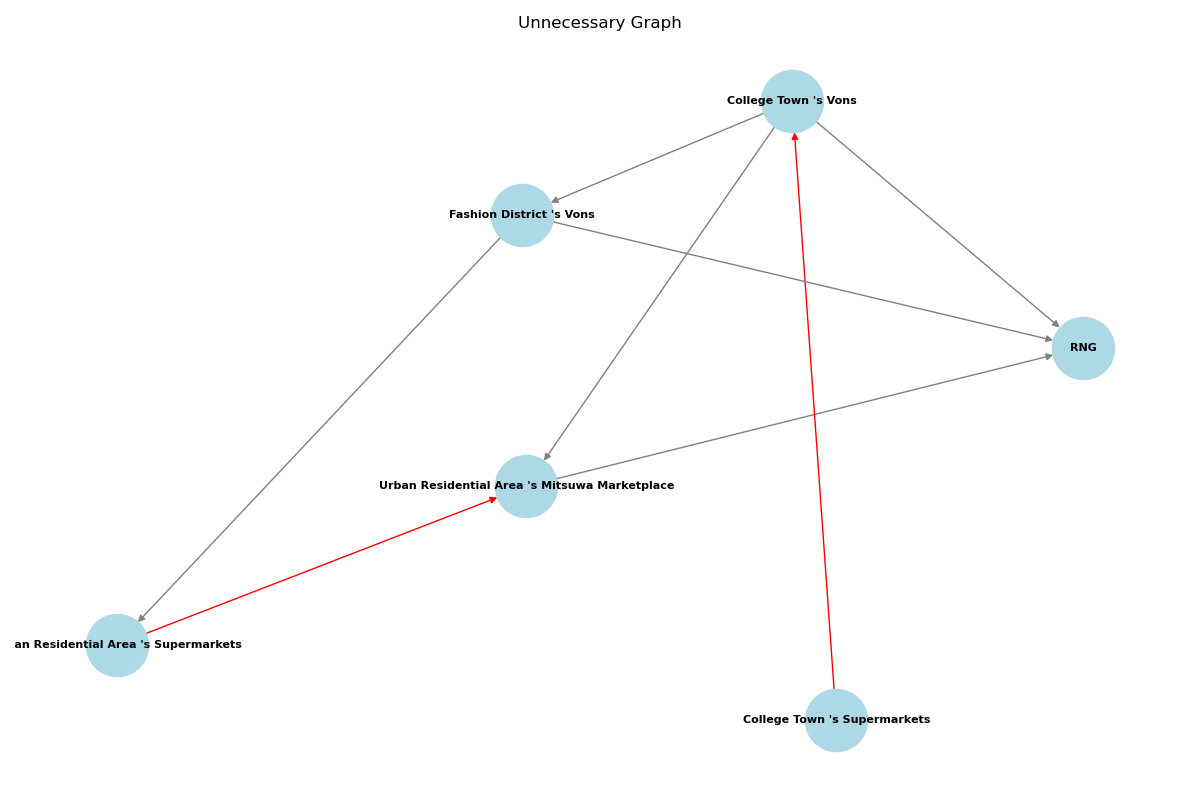 Unnecessary Graph
College Town 's Vons
Fashion District 's Vons
RNG
Urban Residential Area 's Mitsuwa Marketplace
an Residential Area 's Supermarkets
College Town 's Supermarkets